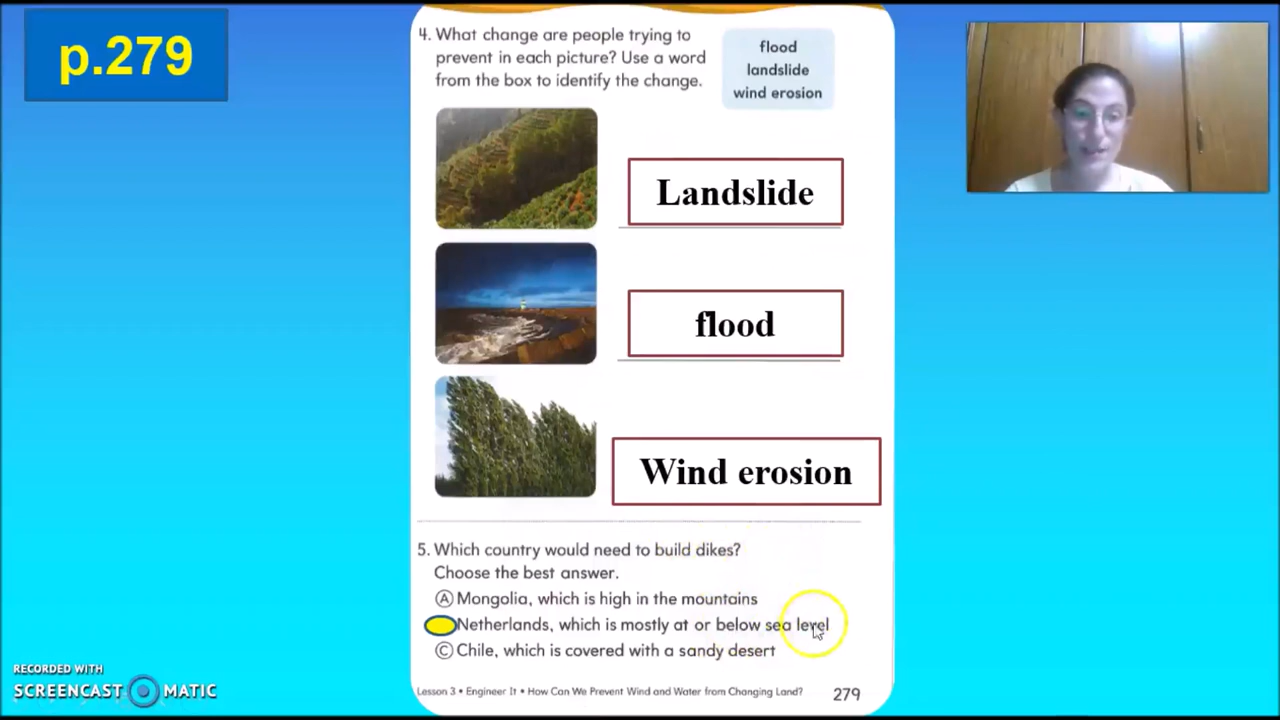 p.279
4. What change are people trying to
prevent in each picture? Use a word
from the box to identify the change.
flood
landslide
wind erosion
Landslide
flood
Wind erosion
5. Which country would need to build dikes?
Choose the best answer.
Ⓐ Mongolia, which is high in the mountains
Netherlands, which is mostly at or below sea level
Ⓒ Chile, which is covered with a sandy desert
Lesson 3 • Engineer It • How Can We Prevent Wind and Water from Changing Land? 279
RECORDED WITH
SCREENCAST MATIC